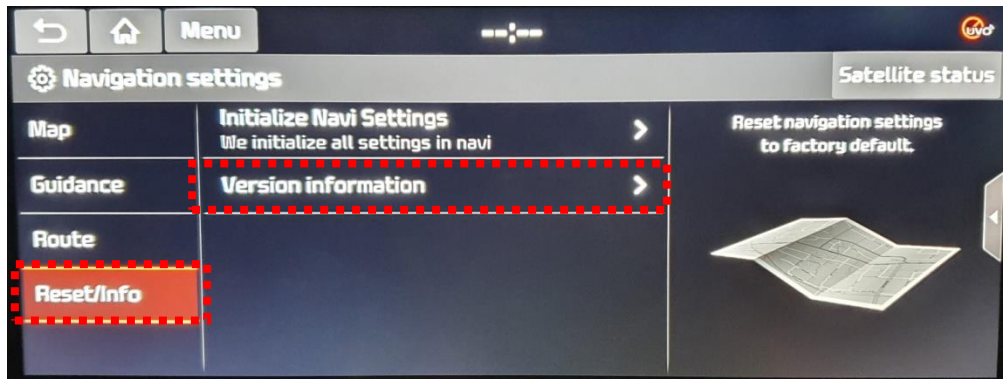 Menu
--:--
UVO
Navigation settings
Satellite status
Map
Guidance
Route
Reset/Info
Initialize Navi Settings
We initialize all settings in navi
Version information
Reset navigation settings
to factory default.